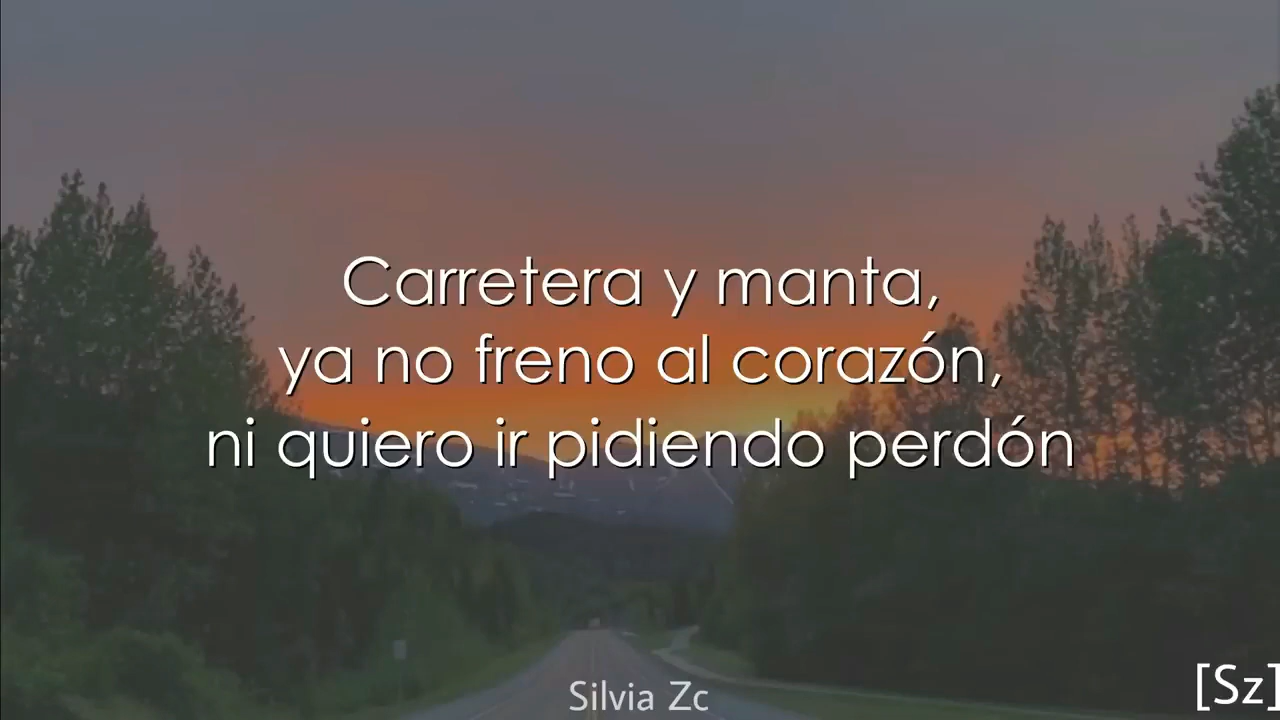 Carretera y manta,
ya no freno al corazón,
ni quiero ir pidiendo perdón
Silvia Zc
[Sz]